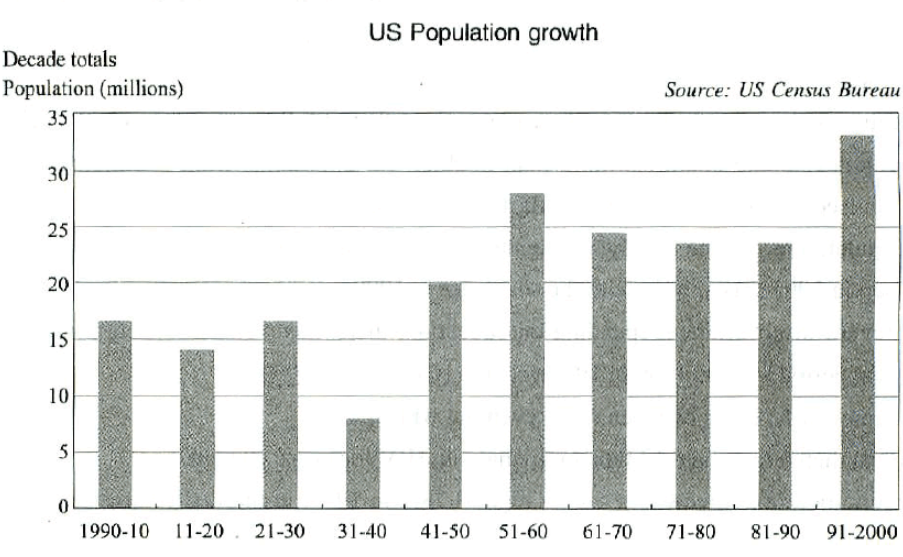 US Population growth
Decade totals
Population (millions)
Source: US Census Bureau
35
30
25
20
15
10
5
0
1990-10 11-20 21-30 31-40 41-50 51-60 61-70 71-80 81-90 91-2000